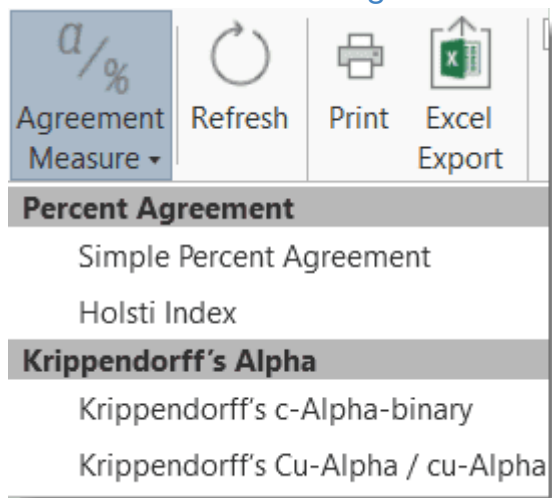 a/%
Agreement Measure ▾
Refresh
Print
Excel Export
Percent Agreement
Simple Percent Agreement
Holsti Index
Krippendorff's Alpha
Krippendorff's c-Alpha-binary
Krippendorff's Cu-Alpha / cu-Alpha